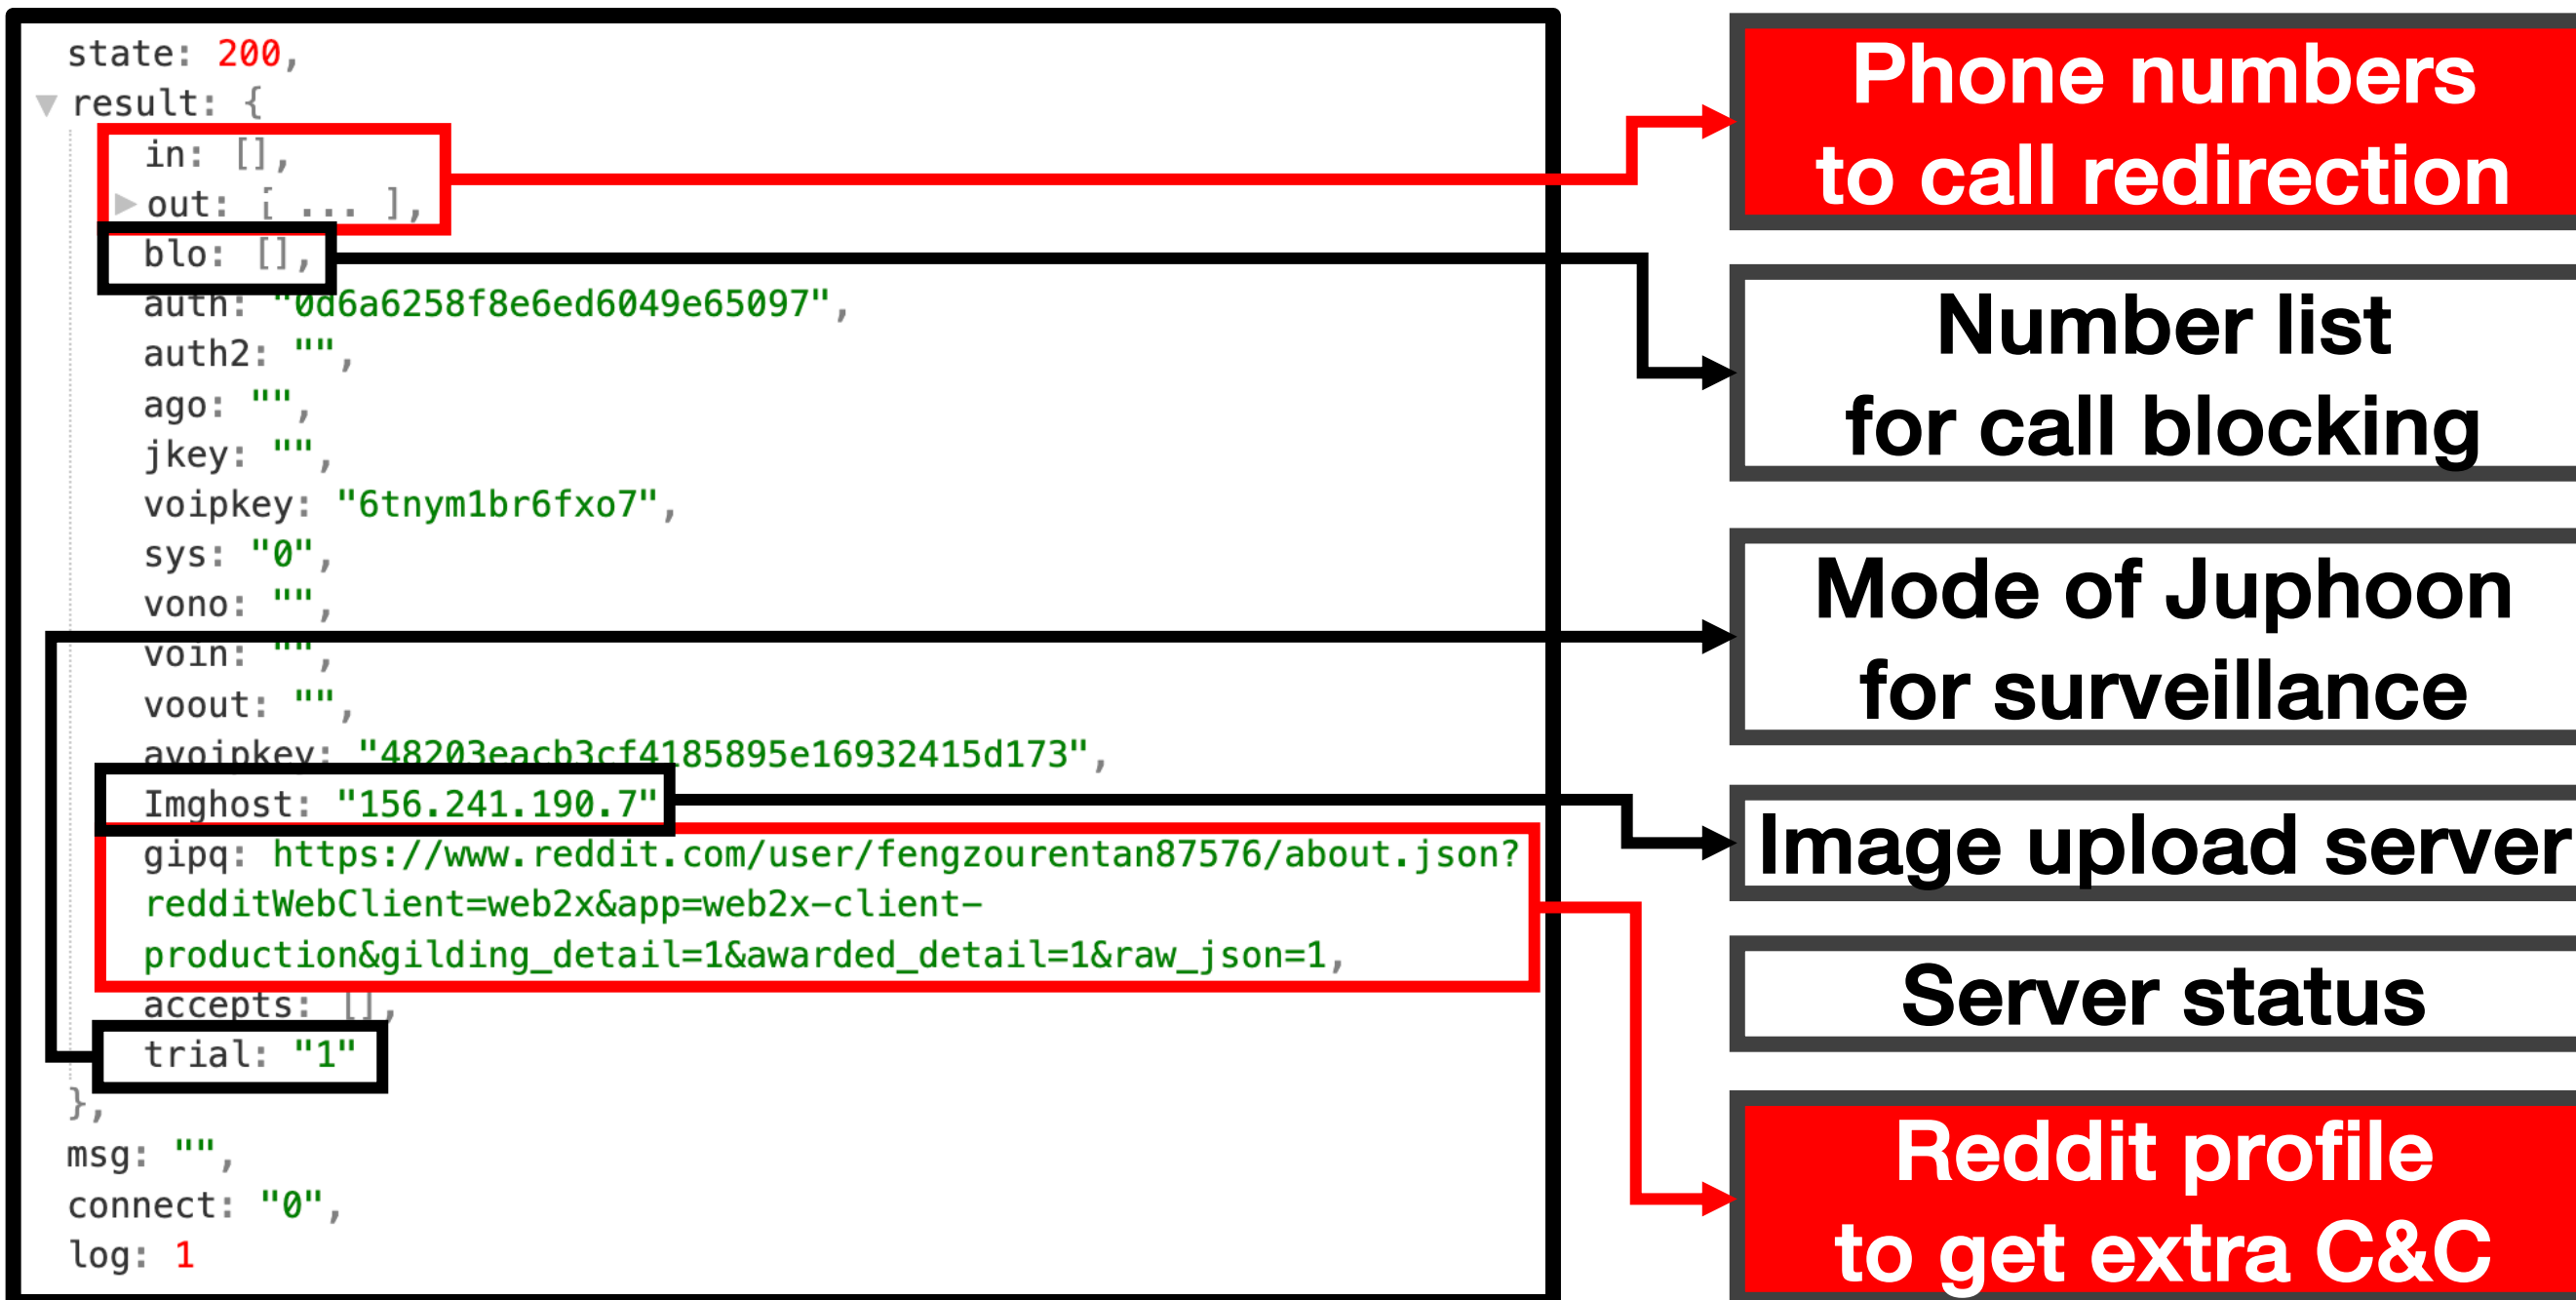 state: 200,
result: {
in: [],
out: [ ... ],
blo: [],
auth: "0d6a6258f8e6ed6049e65097",
auth2: "",
ago: "",
jkey: "",
voipkey: "6tnym1br6fxo7",
sys: "0",
vono: "",
voin: "",
voout: "",
avoipkey: "48203eacb3cf4185895e16932415d173",
Imghost: "156.241.190.7"
gipq: https://www.reddit.com/user/fengzourentan87576/about.json?
redditWebClient=web2x&app=web2x-client-
production&gilding_detail=1&awarded_detail=1&raw_json=1,
accepts: [],
trial: "1"
},
msg: "",
connect: "0",
log: 1
Phone numbers
to call redirection
Number list
for call blocking
Mode of Juphoon
for surveillance
Image upload server
Server status
Reddit profile
to get extra C&C